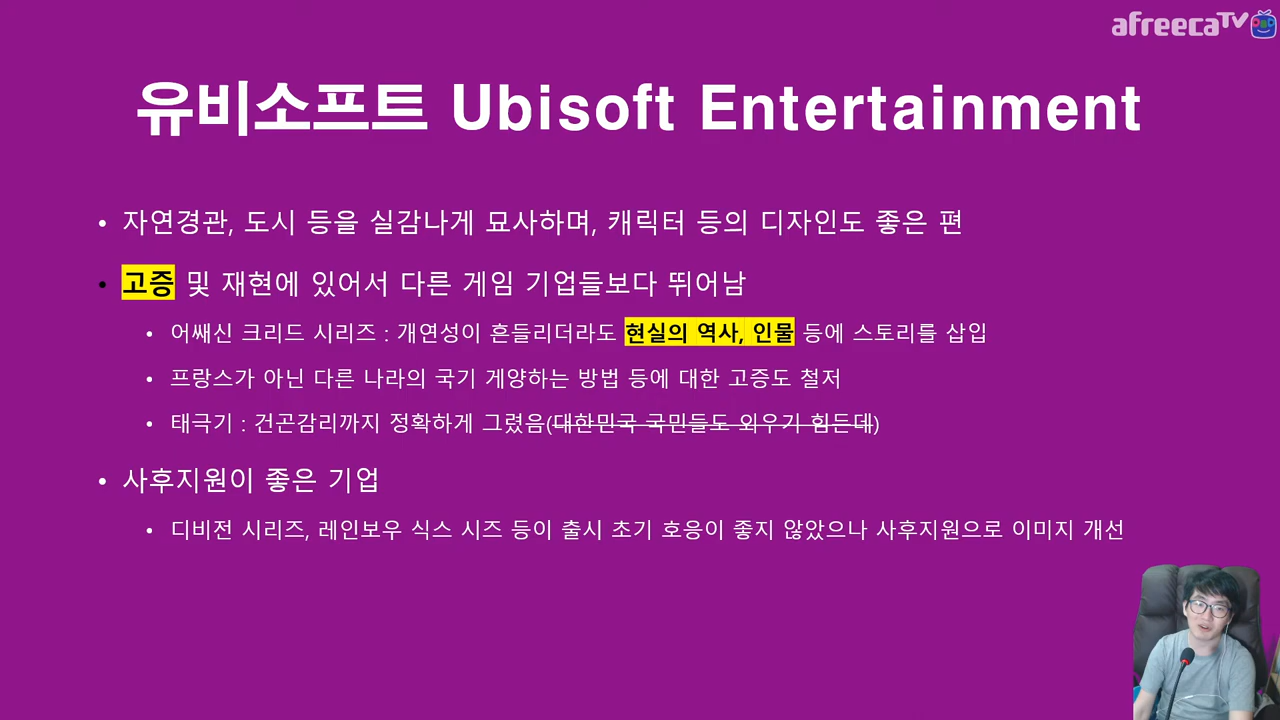 afreecaTV
유비소프트 Ubisoft Entertainment
• 자연경관, 도시 등을 실감나게 묘사하며, 캐릭터 등의 디자인도 좋은 편
• 고증 및 재현에 있어서 다른 게임 기업들보다 뛰어남
• 어쌔신 크리드 시리즈 : 개연성이 흔들리더라도 현실의 역사, 인물 등에 스토리를 삽입
• 프랑스가 아닌 다른 나라의 국기 게양하는 방법 등에 대한 고증도 철저
• 태극기 : 건곤감리까지 정확하게 그렸음(대한민국 국민들도 외우기 힘든데)
• 사후지원이 좋은 기업
• 디비전 시리즈, 레인보우 식스 시즈 등이 출시 초기 호응이 좋지 않았으나 사후지원으로 이미지 개선